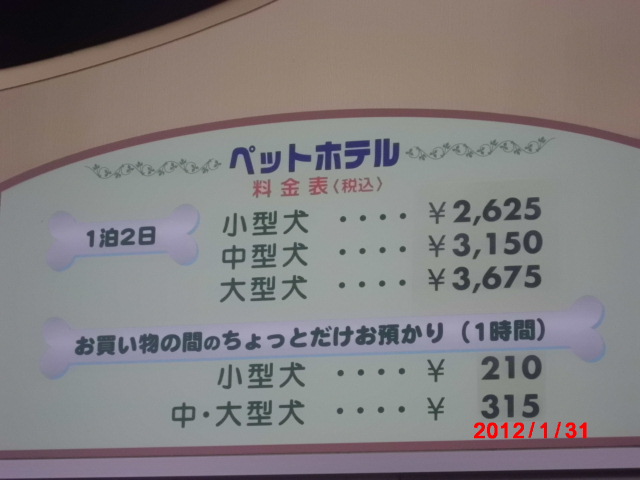 ペットホテル
料金表〈税込〉
1泊2日
小型犬 ････ ¥2,625
中型犬 ････ ¥3,150
大型犬 ････ ¥3,675
お買い物の間のちょっとだけお預かり（1時間）
小型犬 ････ ¥ 210
中・大型犬 ････ ¥ 315
2012/1/31